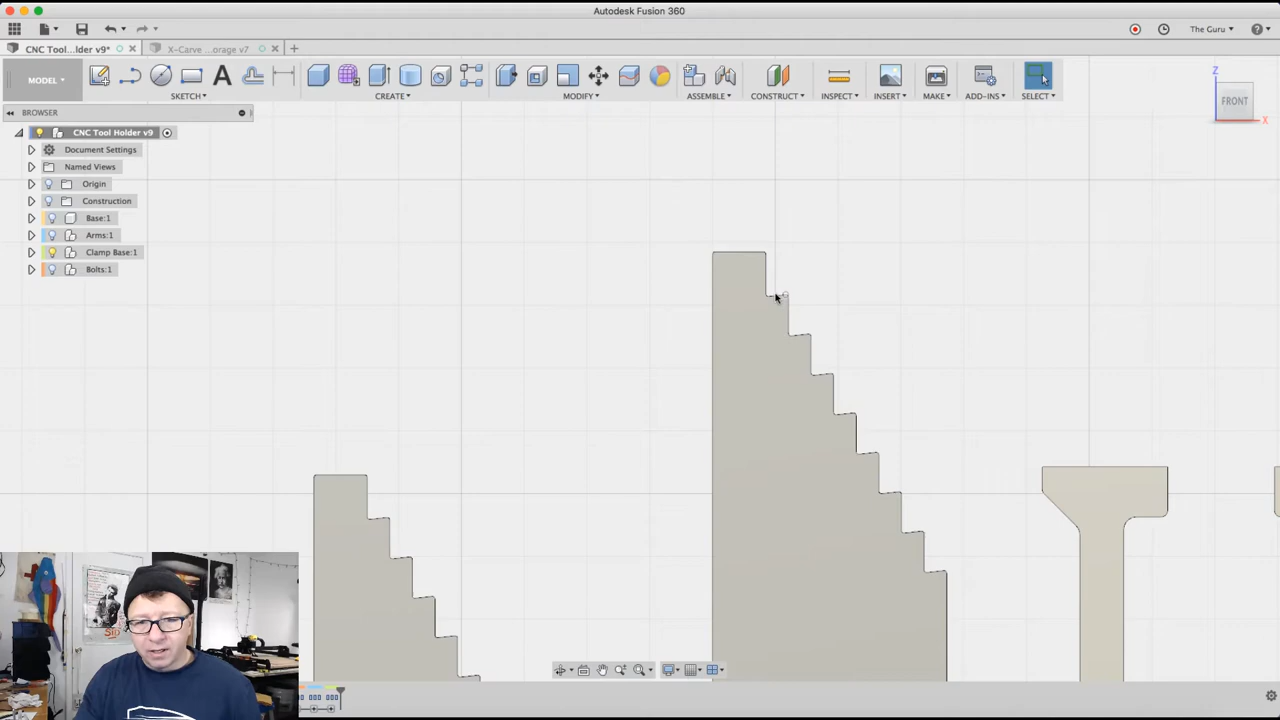 Autodesk Fusion 360
The Guru
CNC Tool...lder v9*
X-Carve ...orage v7
MODEL
SKETCH
CREATE
MODIFY
ASSEMBLE
CONSTRUCT
INSPECT
INSERT
MAKE
ADD-INS
SELECT
Z
FRONT
X
BROWSER
CNC Tool Holder v9
Document Settings
Named Views
Origin
Construction
Base:1
Arms:1
Clamp Base:1
Bolts:1